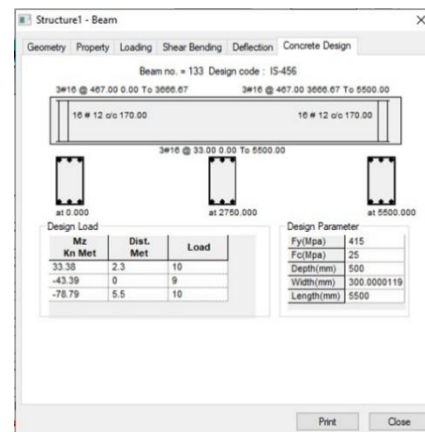 Structure1 - Beam
Geometry Property Loading Shear Bending Deflection Concrete Design
Beam no. = 133 Design code : IS-456
3#16 @ 467.00 0.00 To 3666.67 3#16 @ 467.00 3666.67 To 5500.00
16 # 12 c/c 170.00 16 # 12 c/c 170.00
3#16 @ 33.00 0.00 To 5500.00
at 0.000 at 2750.000 at 5500.000
Design Load Design Parameter
Mz Kn Met Dist. Met Load
33.38 2.3 10
-43.39 0 9
-78.79 5.5 10
Fy(Mpa) 415
Fc(Mpa) 25
Depth(mm) 500
Width(mm) 300.0000119
Length(mm) 5500
Print Close